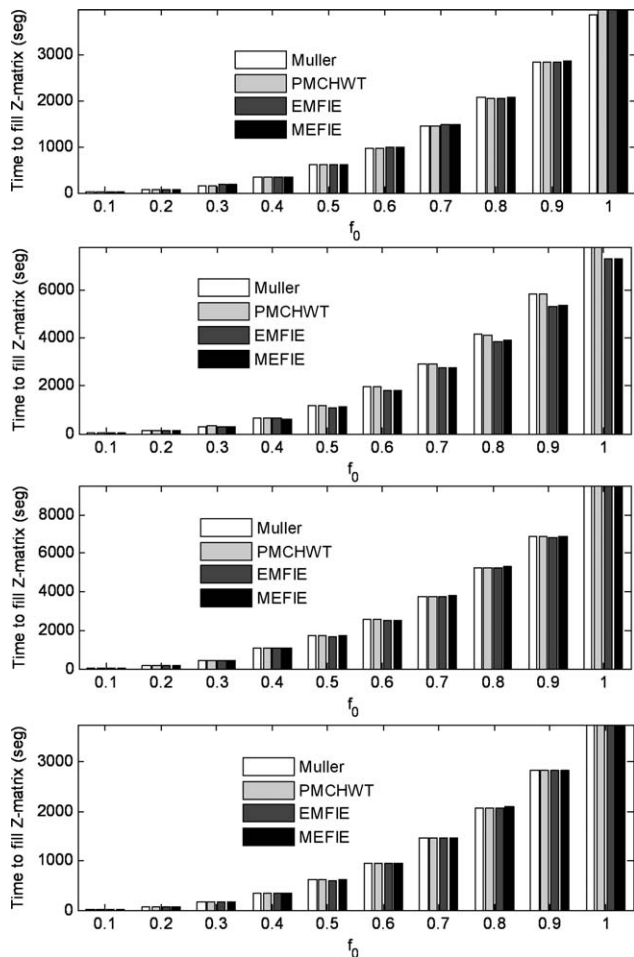 Time to fill Z-matrix (seg)
3000
2000
1000
0
Muller
PMCHWT
EMFIE
MEFIE
0.1 0.2 0.3 0.4 0.5 0.6 0.7 0.8 0.9 1
f0
Time to fill Z-matrix (seg)
6000
4000
2000
0
Muller
PMCHWT
EMFIE
MEFIE
0.1 0.2 0.3 0.4 0.5 0.6 0.7 0.8 0.9 1
f0
Time to fill Z-matrix (seg)
8000
6000
4000
2000
0
Muller
PMCHWT
EMFIE
MEFIE
0.1 0.2 0.3 0.4 0.5 0.6 0.7 0.8 0.9 1
f0
Time to fill Z-matrix (seg)
3000
2000
1000
0
Muller
PMCHWT
EMFIE
MEFIE
0.1 0.2 0.3 0.4 0.5 0.6 0.7 0.8 0.9 1
f0